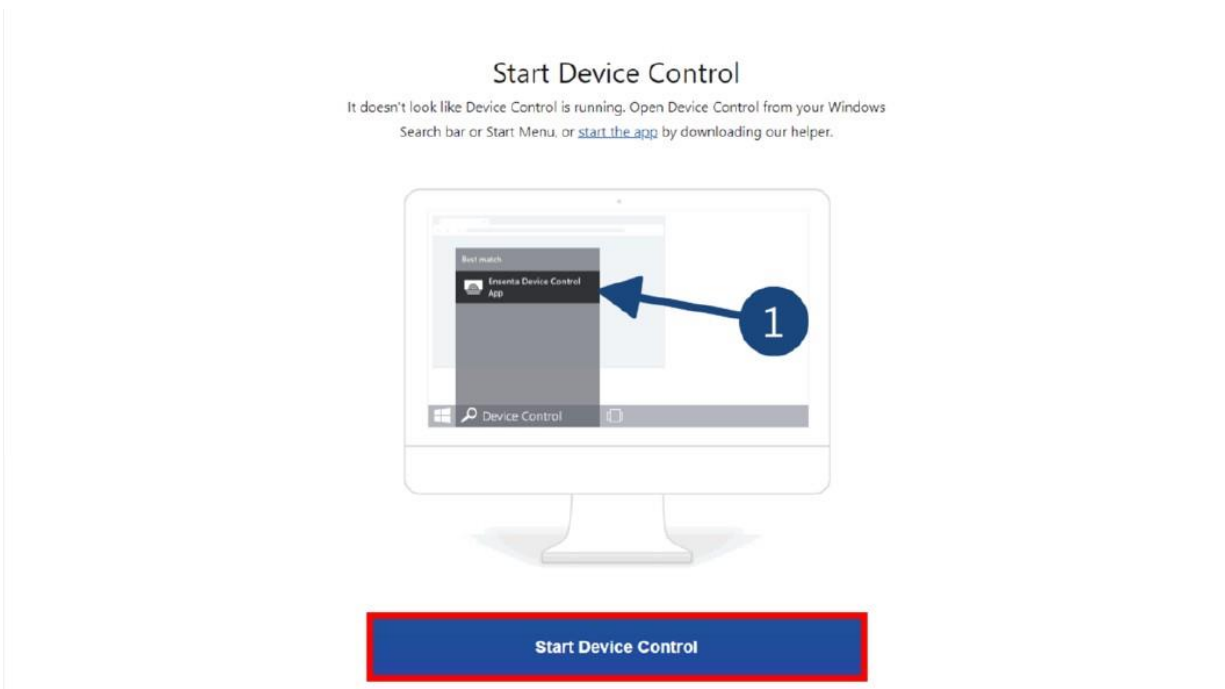 Start Device Control
It doesn't look like Device Control is running. Open Device Control from your Windows
Search bar or Start Menu, or start the app by downloading our helper.
Best match
Ensenta Device Control
App
1
Device Control
Start Device Control